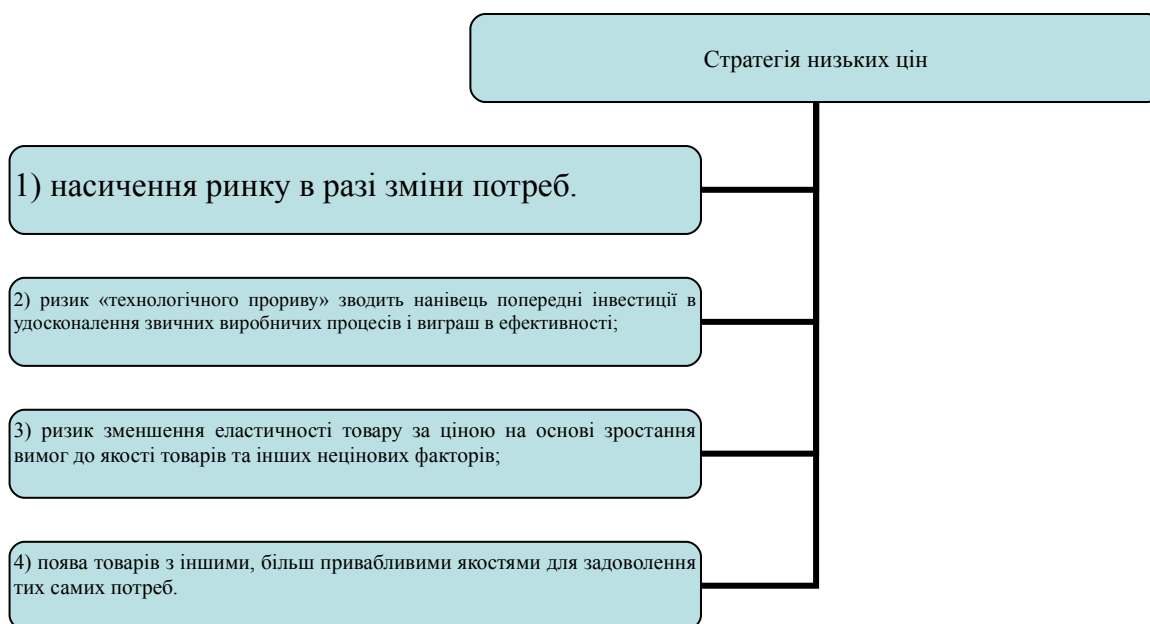 Стратегія низьких цін
1) насичення ринку в разі зміни потреб.
2) ризик «технологічного прориву» зводить нанівець попередні інвестиції в
удосконалення звичних виробничих процесів і виграш в ефективності;
3) ризик зменшення еластичності товару за ціною на основі зростання
вимог до якості товарів та інших нецінових факторів;
4) поява товарів з іншими, більш привабливими якостями для задоволення
тих самих потреб.